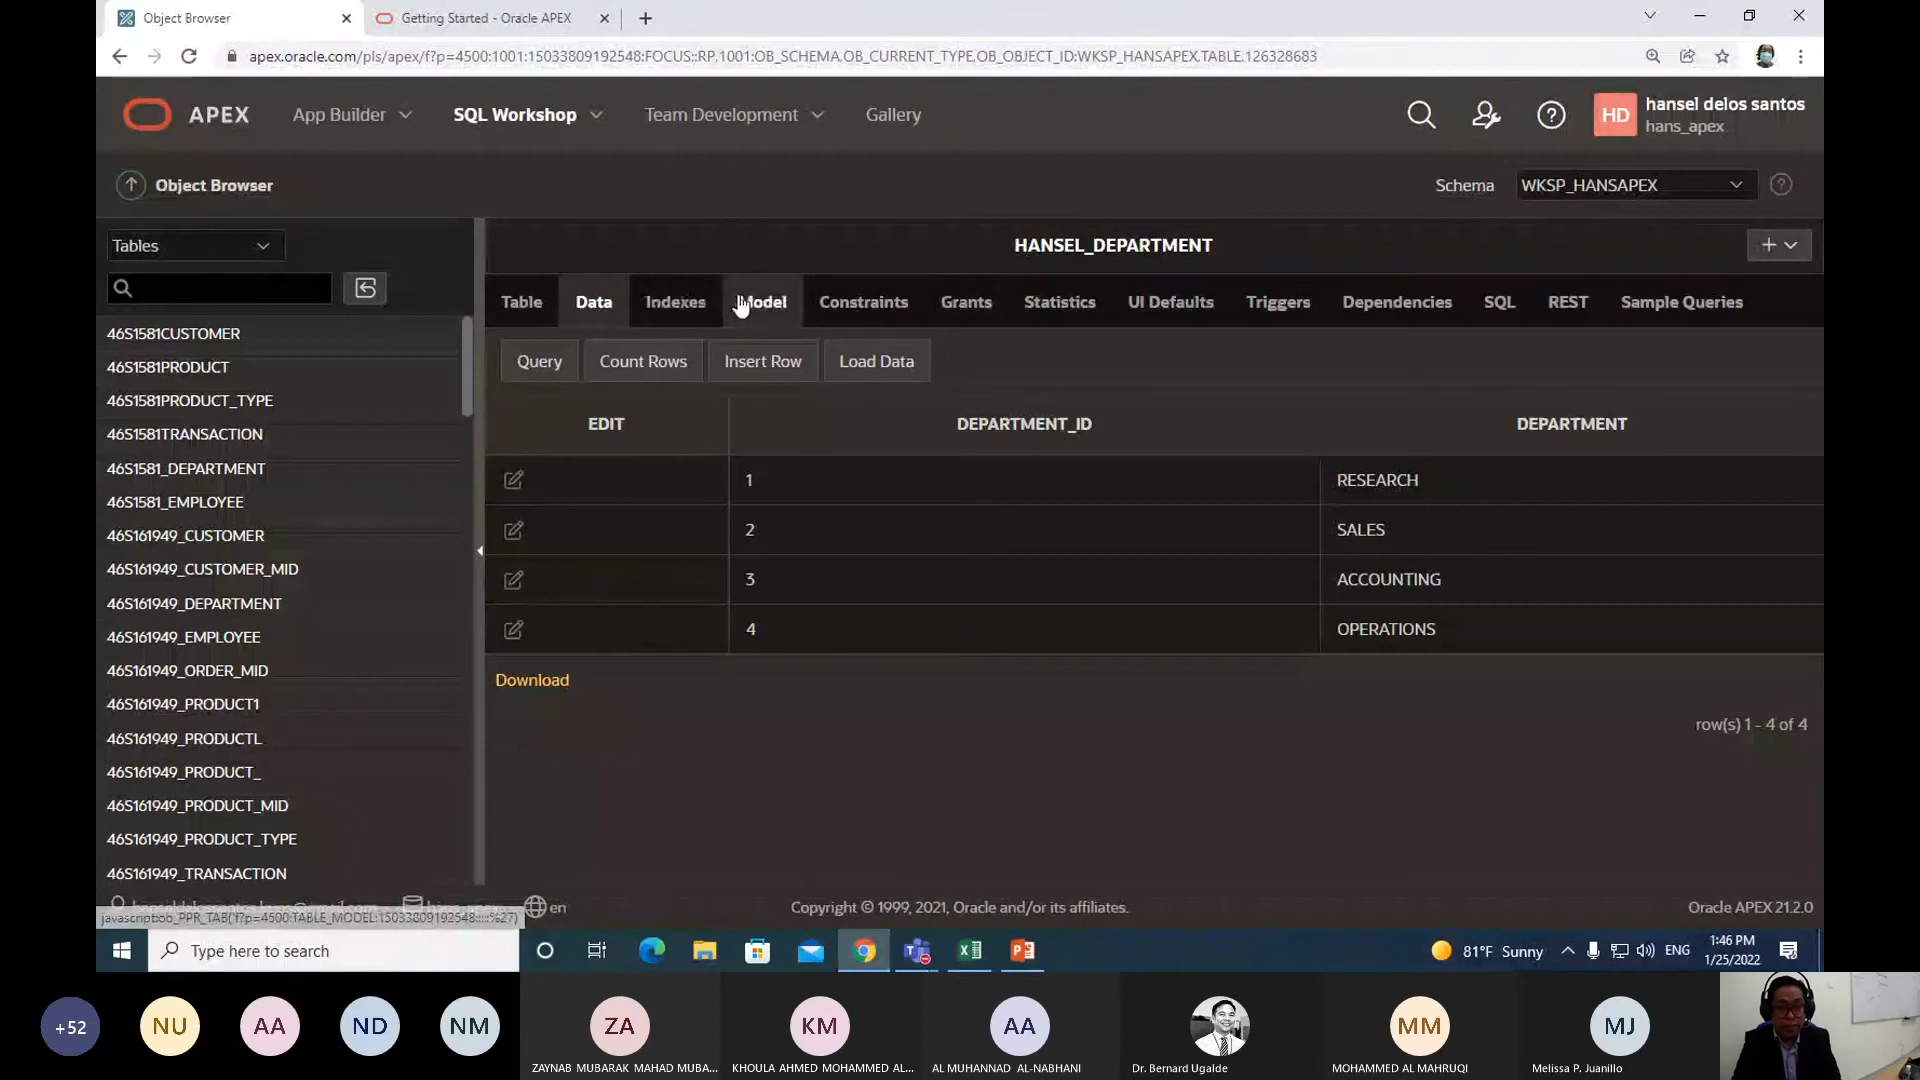 Object Browser
Getting Started - Oracle APEX
apex.oracle.com/pls/apex/f?p=4500:1001:15033809192548:FOCUS::RP,1001:OB_SCHEMA,OB_CURRENT_TYPE,OB_OBJECT_ID:WKSP_HANSAPEX,TABLE,126328683
APEX App Builder SQL Workshop Team Development Gallery
HD hansel delos santos
hans_apex
Object Browser
Schema WKSP_HANSAPEX
Tables
HANSEL_DEPARTMENT
Table Data Indexes Model Constraints Grants Statistics UI Defaults Triggers Dependencies SQL REST Sample Queries
Query Count Rows Insert Row Load Data
EDIT DEPARTMENT_ID DEPARTMENT
1 RESEARCH
2 SALES
3 ACCOUNTING
4 OPERATIONS
Download
row(s) 1 - 4 of 4
46S1581CUSTOMER
46S1581PRODUCT
46S1581PRODUCT_TYPE
46S1581TRANSACTION
46S1581_DEPARTMENT
46S1581_EMPLOYEE
46S161949_CUSTOMER
46S161949_CUSTOMER_MID
46S161949_DEPARTMENT
46S161949_EMPLOYEE
46S161949_ORDER_MID
46S161949_PRODUCT1
46S161949_PRODUCTL
46S161949_PRODUCT_
46S161949_PRODUCT_MID
46S161949_PRODUCT_TYPE
46S161949_TRANSACTION
hans_apex en
Copyright © 1999, 2021, Oracle and/or its affiliates.
Oracle APEX 21.2.0
javascript:ob_PPR_TAB('f?p=4500:TABLE_MODEL:15033809192548:::::%27)
Type here to search
81°F Sunny
ENG
1:46 PM
1/25/2022
+52 NU AA ND NM ZA KM AA MM MJ
ZAYNAB MUBARAK MAHAD MUBA...
KHOULA AHMED MOHAMMED AL...
AL MUHANNAD AL-NABHANI
Dr. Bernard Ugalde
MOHAMMED AL MAHRUQI
Melissa P. Juanillo